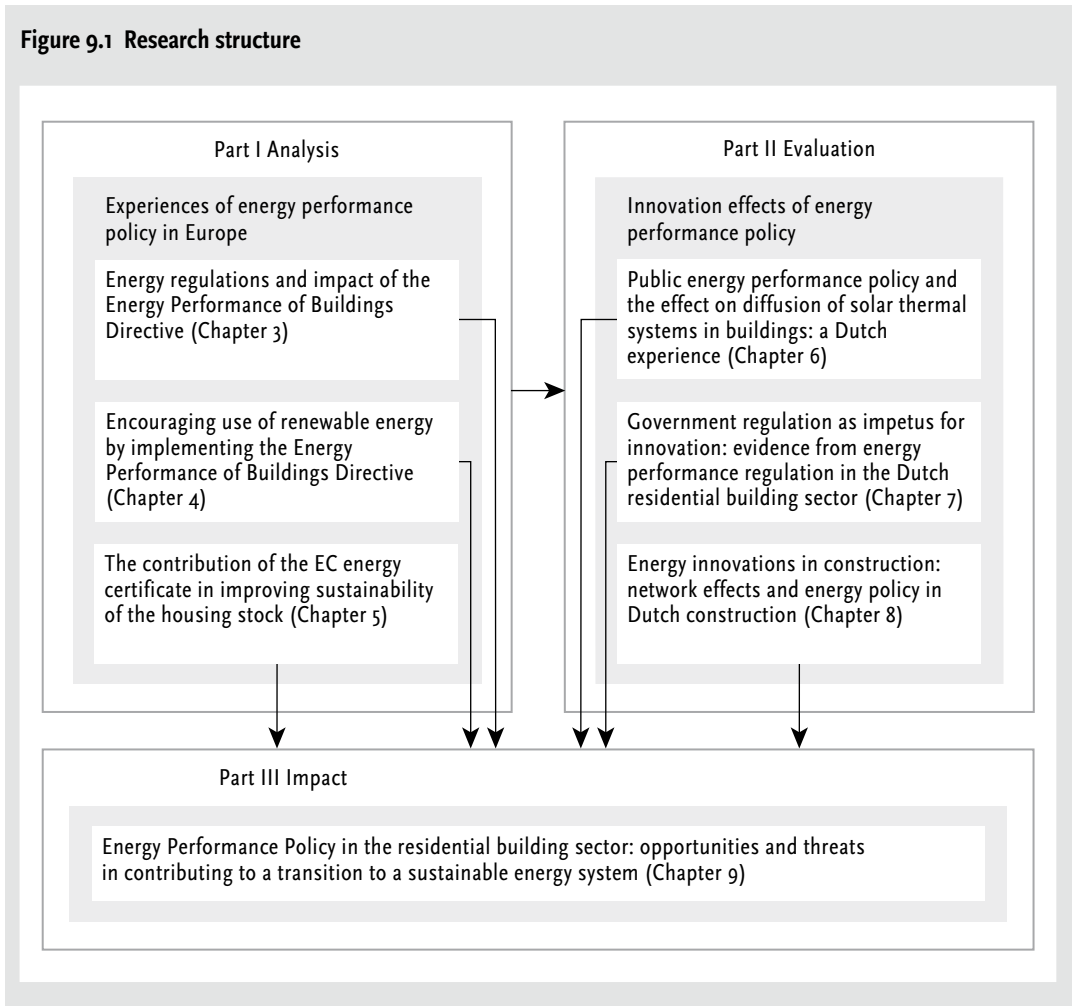 Figure 9.1 Research structure
Part I Analysis
Experiences of energy performance
policy in Europe
Energy regulations and impact of the
Energy Performance of Buildings
Directive (Chapter 3)
Encouraging use of renewable energy
by implementing the Energy
Performance of Buildings Directive
(Chapter 4)
The contribution of the EC energy
certificate in improving sustainability
of the housing stock (Chapter 5)
Part II Evaluation
Innovation effects of energy
performance policy
Public energy performance policy and
the effect on diffusion of solar thermal
systems in buildings: a Dutch
experience (Chapter 6)
Government regulation as impetus for
innovation: evidence from energy
performance regulation in the Dutch
residential building sector (Chapter 7)
Energy innovations in construction:
network effects and energy policy in
Dutch construction (Chapter 8)
Part III Impact
Energy Performance Policy in the residential building sector: opportunities and threats
in contributing to a transition to a sustainable energy system (Chapter 9)